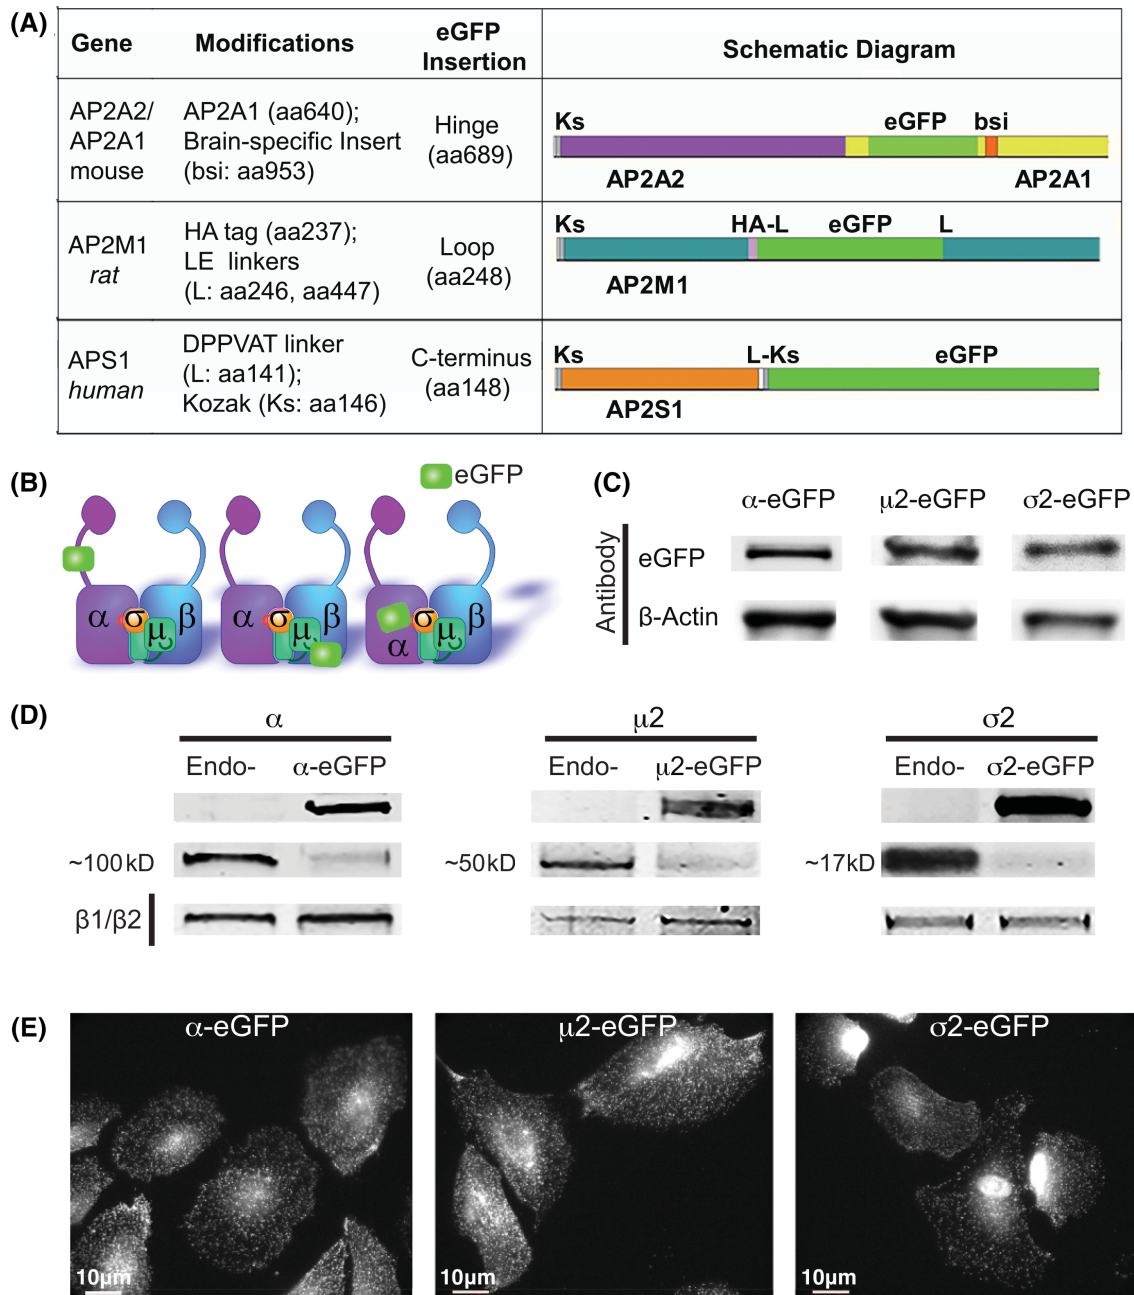 (A)
Gene
Modifications
eGFP
Insertion
Schematic Diagram
AP2A2/
AP2A1
mouse
AP2A1 (aa640);
Brain-specific Insert
(bsi: aa953)
Hinge
(aa689)
Ks
eGFP
bsi
AP2A2
AP2A1
AP2M1
rat
HA tag (aa237);
LE linkers
(L: aa246, aa447)
Loop
(aa248)
Ks
HA-L
eGFP
L
AP2M1
APS1
human
DPPVAT linker
(L: aa141);
Kozak (Ks: aa146)
C-terminus
(aa148)
Ks
L-Ks
eGFP
AP2S1
(B)
eGFP
α σ μ β
α σ μ β
α σ μ β
(C)
α-eGFP μ2-eGFP σ2-eGFP
Antibody
eGFP
β-Actin
(D)
α
Endo- α-eGFP
~100kD
β1/β2
μ2
Endo- μ2-eGFP
~50kD
σ2
Endo- σ2-eGFP
~17kD
(E)
α-eGFP
10μm
μ2-eGFP
10μm
σ2-eGFP
10μm